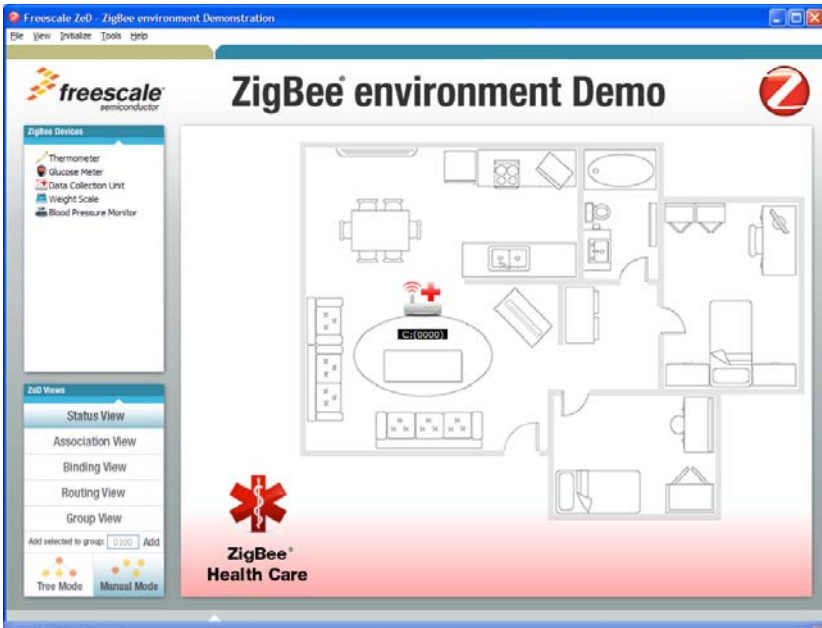 Freescale ZeD - ZigBee environment Demonstration
File View Initialize Tools Help
freescale
semiconductor
ZigBee® environment Demo
Z
ZigBee Devices
Thermometer
Glucose Meter
Data Collection Unit
Weight Scale
Blood Pressure Monitor
C:(0000)
ZeD Views
Status View
Association View
Binding View
Routing View
Group View
Add selected to group: 0100 Add
Tree Mode Manual Mode
ZigBee®
Health Care